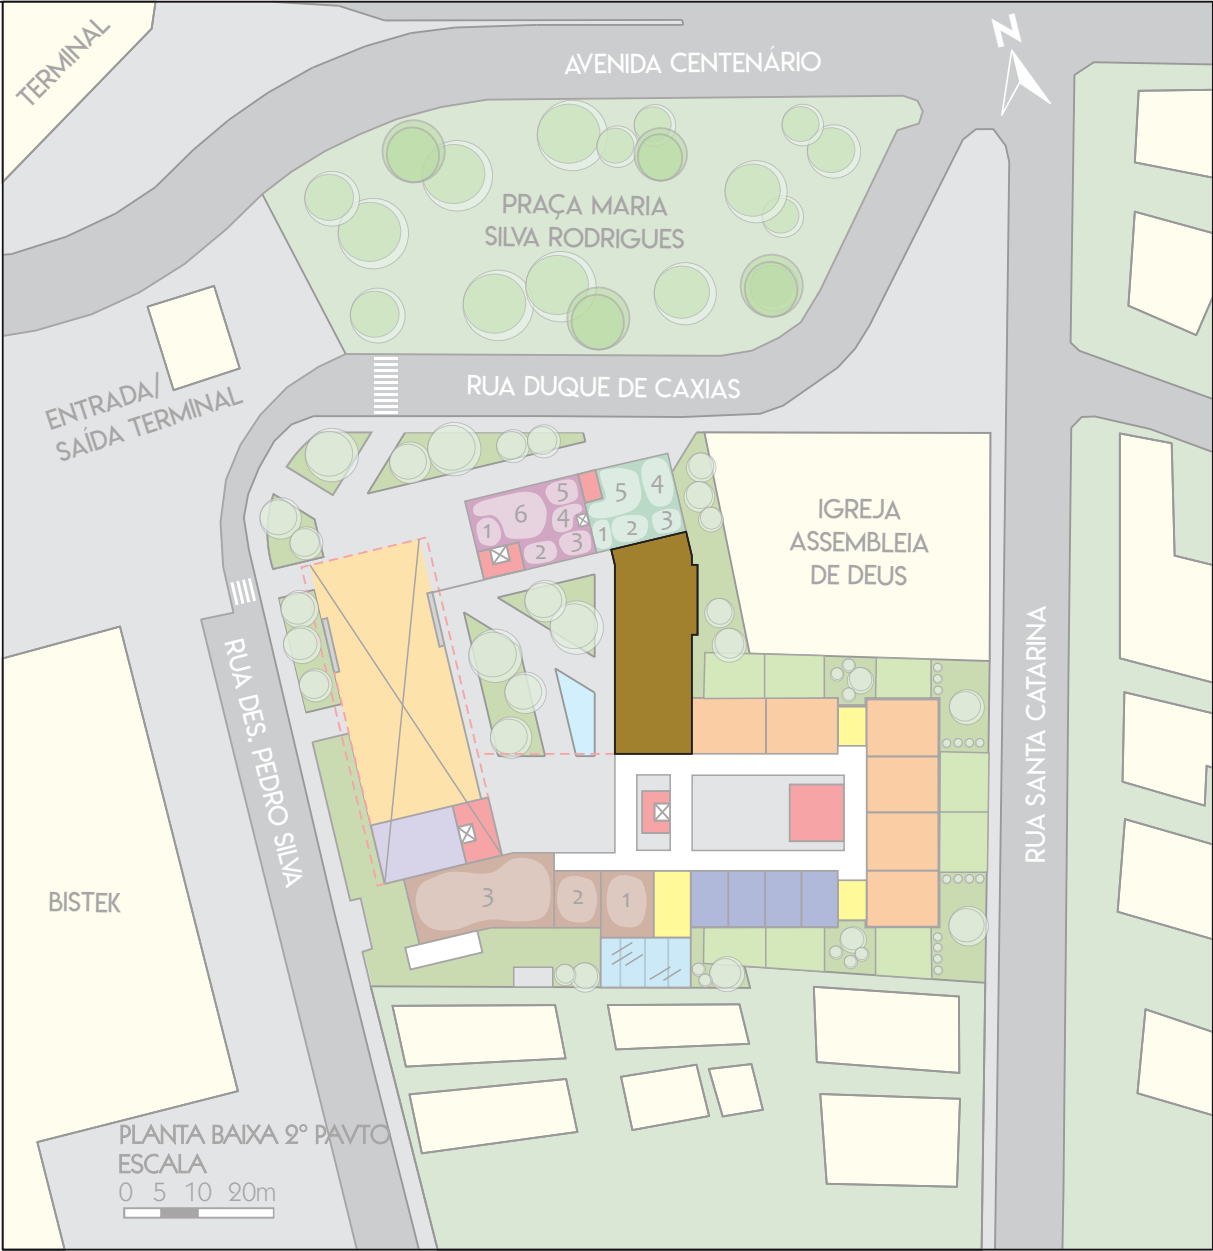 TERMINAL
AVENIDA CENTENÁRIO
N
PRAÇA MARIA
SILVA RODRIGUES
ENTRADA/
SAÍDA TERMINAL
RUA DUQUE DE CAXIAS
IGREJA
ASSEMBLEIA
DE DEUS
5
6
4
1
2
3
5
4
1
2
3
RUA DES. PEDRO SILVA
RUA SANTA CATARINA
BISTEK
3
2
1
PLANTA BAIXA 2° PAVTO
ESCALA
0 5 10 20m